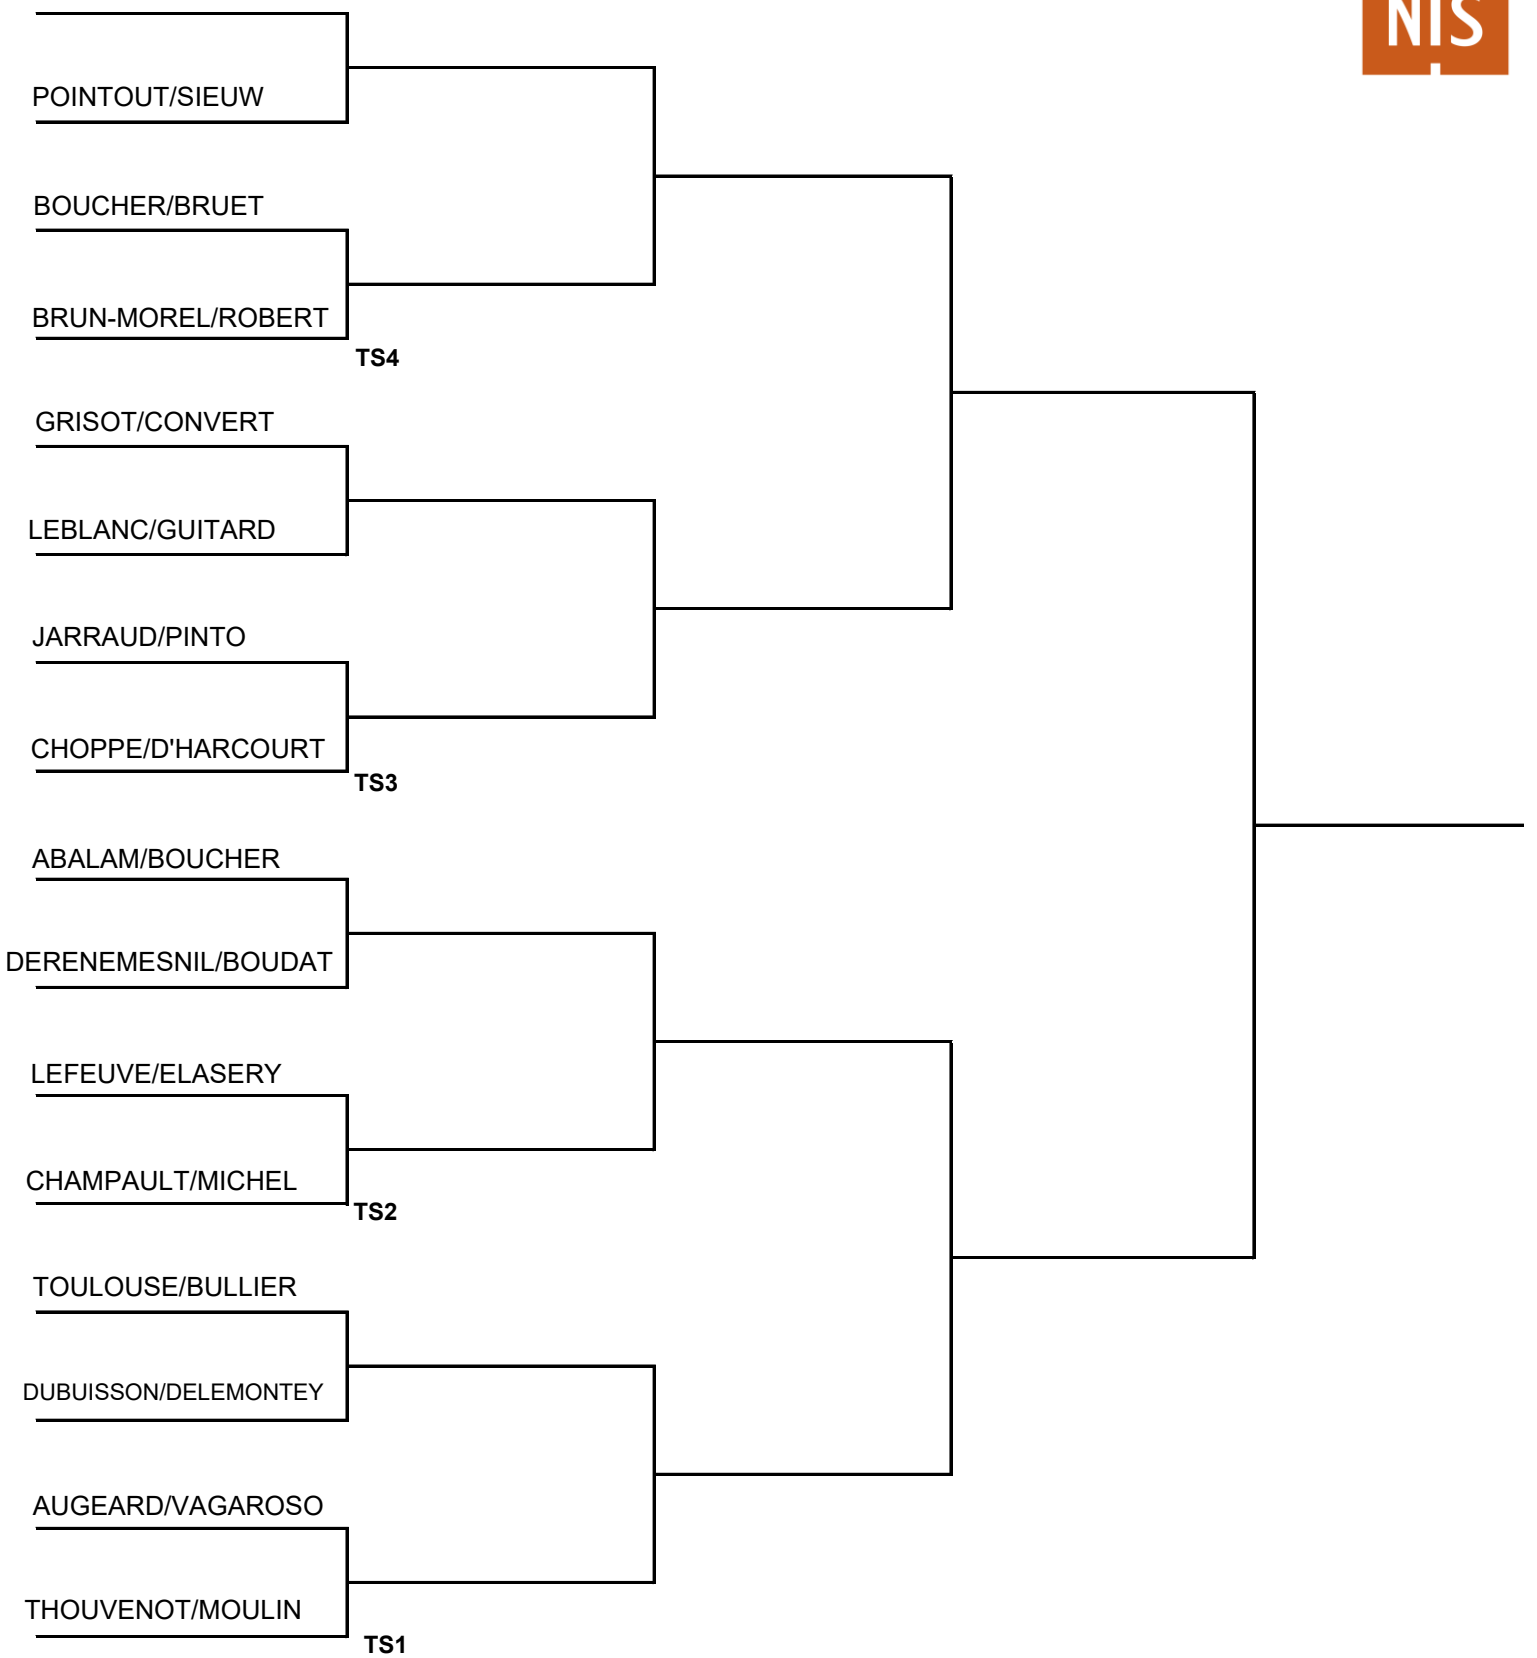 NIS
POINTOUT/SIEUW
BOUCHER/BRUET
BRUN-MOREL/ROBERT
TS4
GRISOT/CONVERT
LEBLANC/GUITARD
JARRAUD/PINTO
CHOPPE/D'HARCOURT
TS3
ABALAM/BOUCHER
DERENEMESNIL/BOUDAT
LEFEUVE/ELASERY
CHAMPAULT/MICHEL
TS2
TOULOUSE/BULLIER
DUBUISSON/DELEMONTEY
AUGEARD/VAGAROSO
THOUVENOT/MOULIN
TS1